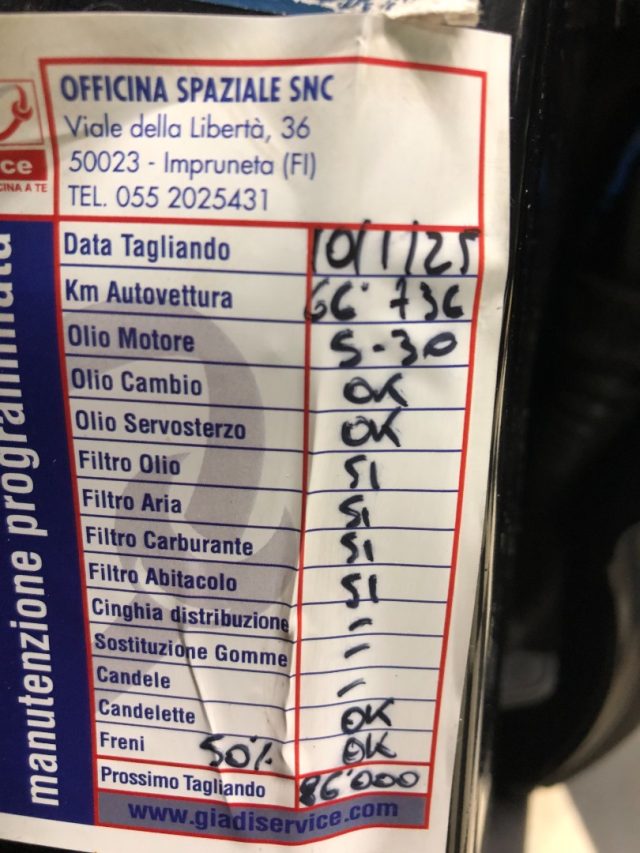 OFFICINA SPAZIALE SNC
Viale della Libertà, 36
50023 - Impruneta (FI)
TEL. 055 2025431
ce
CINA A TE
manutenzione programmata
Data Tagliando 10/1/25
Km Autovettura 66'736
Olio Motore 5-30
Olio Cambio OK
Olio Servosterzo OK
Filtro Olio SI
Filtro Aria SI
Filtro Carburante SI
Filtro Abitacolo SI
Cinghia distribuzione -
Sostituzione Gomme -
Candele -
Candelette OK
Freni 50% OK
Prossimo Tagliando 86'000
www.giadiservice.com